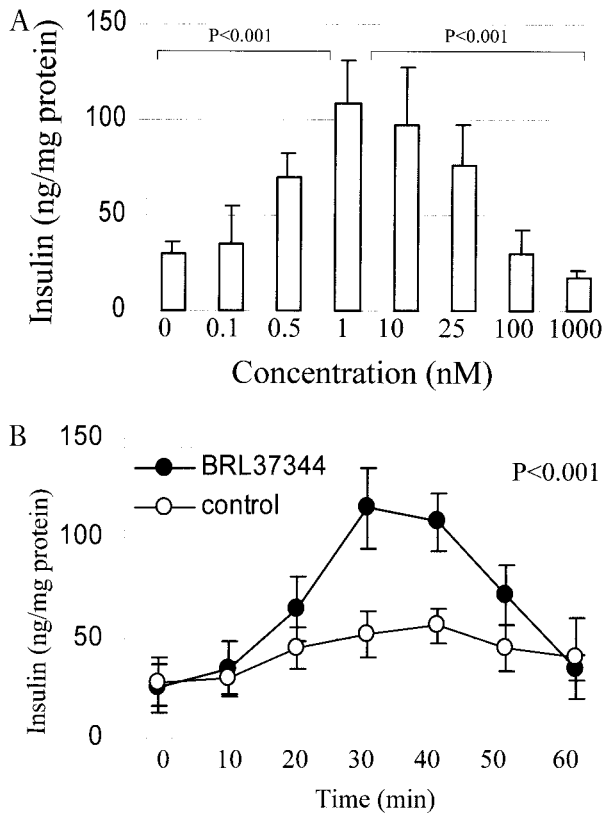 A
150
P<0.001
P<0.001
100
50
0
Insulin (ng/mg protein)
0 0.1 0.5 1 10 25 100 1000
Concentration (nM)
B
150
BRL37344
P<0.001
control
100
50
0
Insulin (ng/mg protein)
0 10 20 30 40 50 60
Time (min)